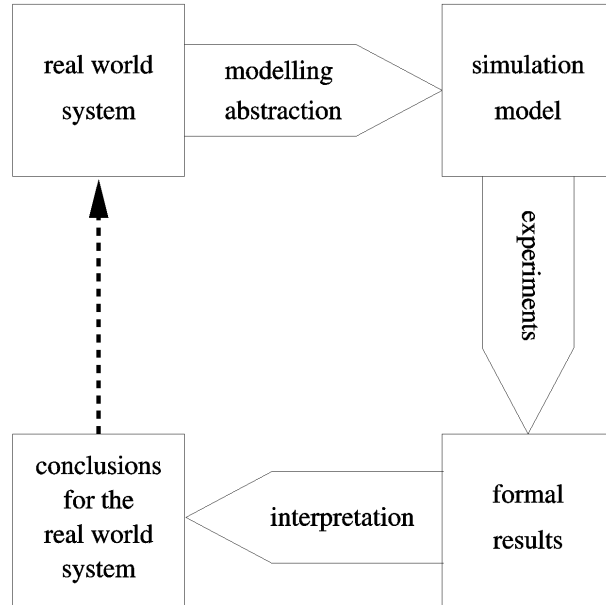 real world
system
modelling
abstraction
simulation
model
experiments
conclusions
for the
real world
system
interpretation
formal
results